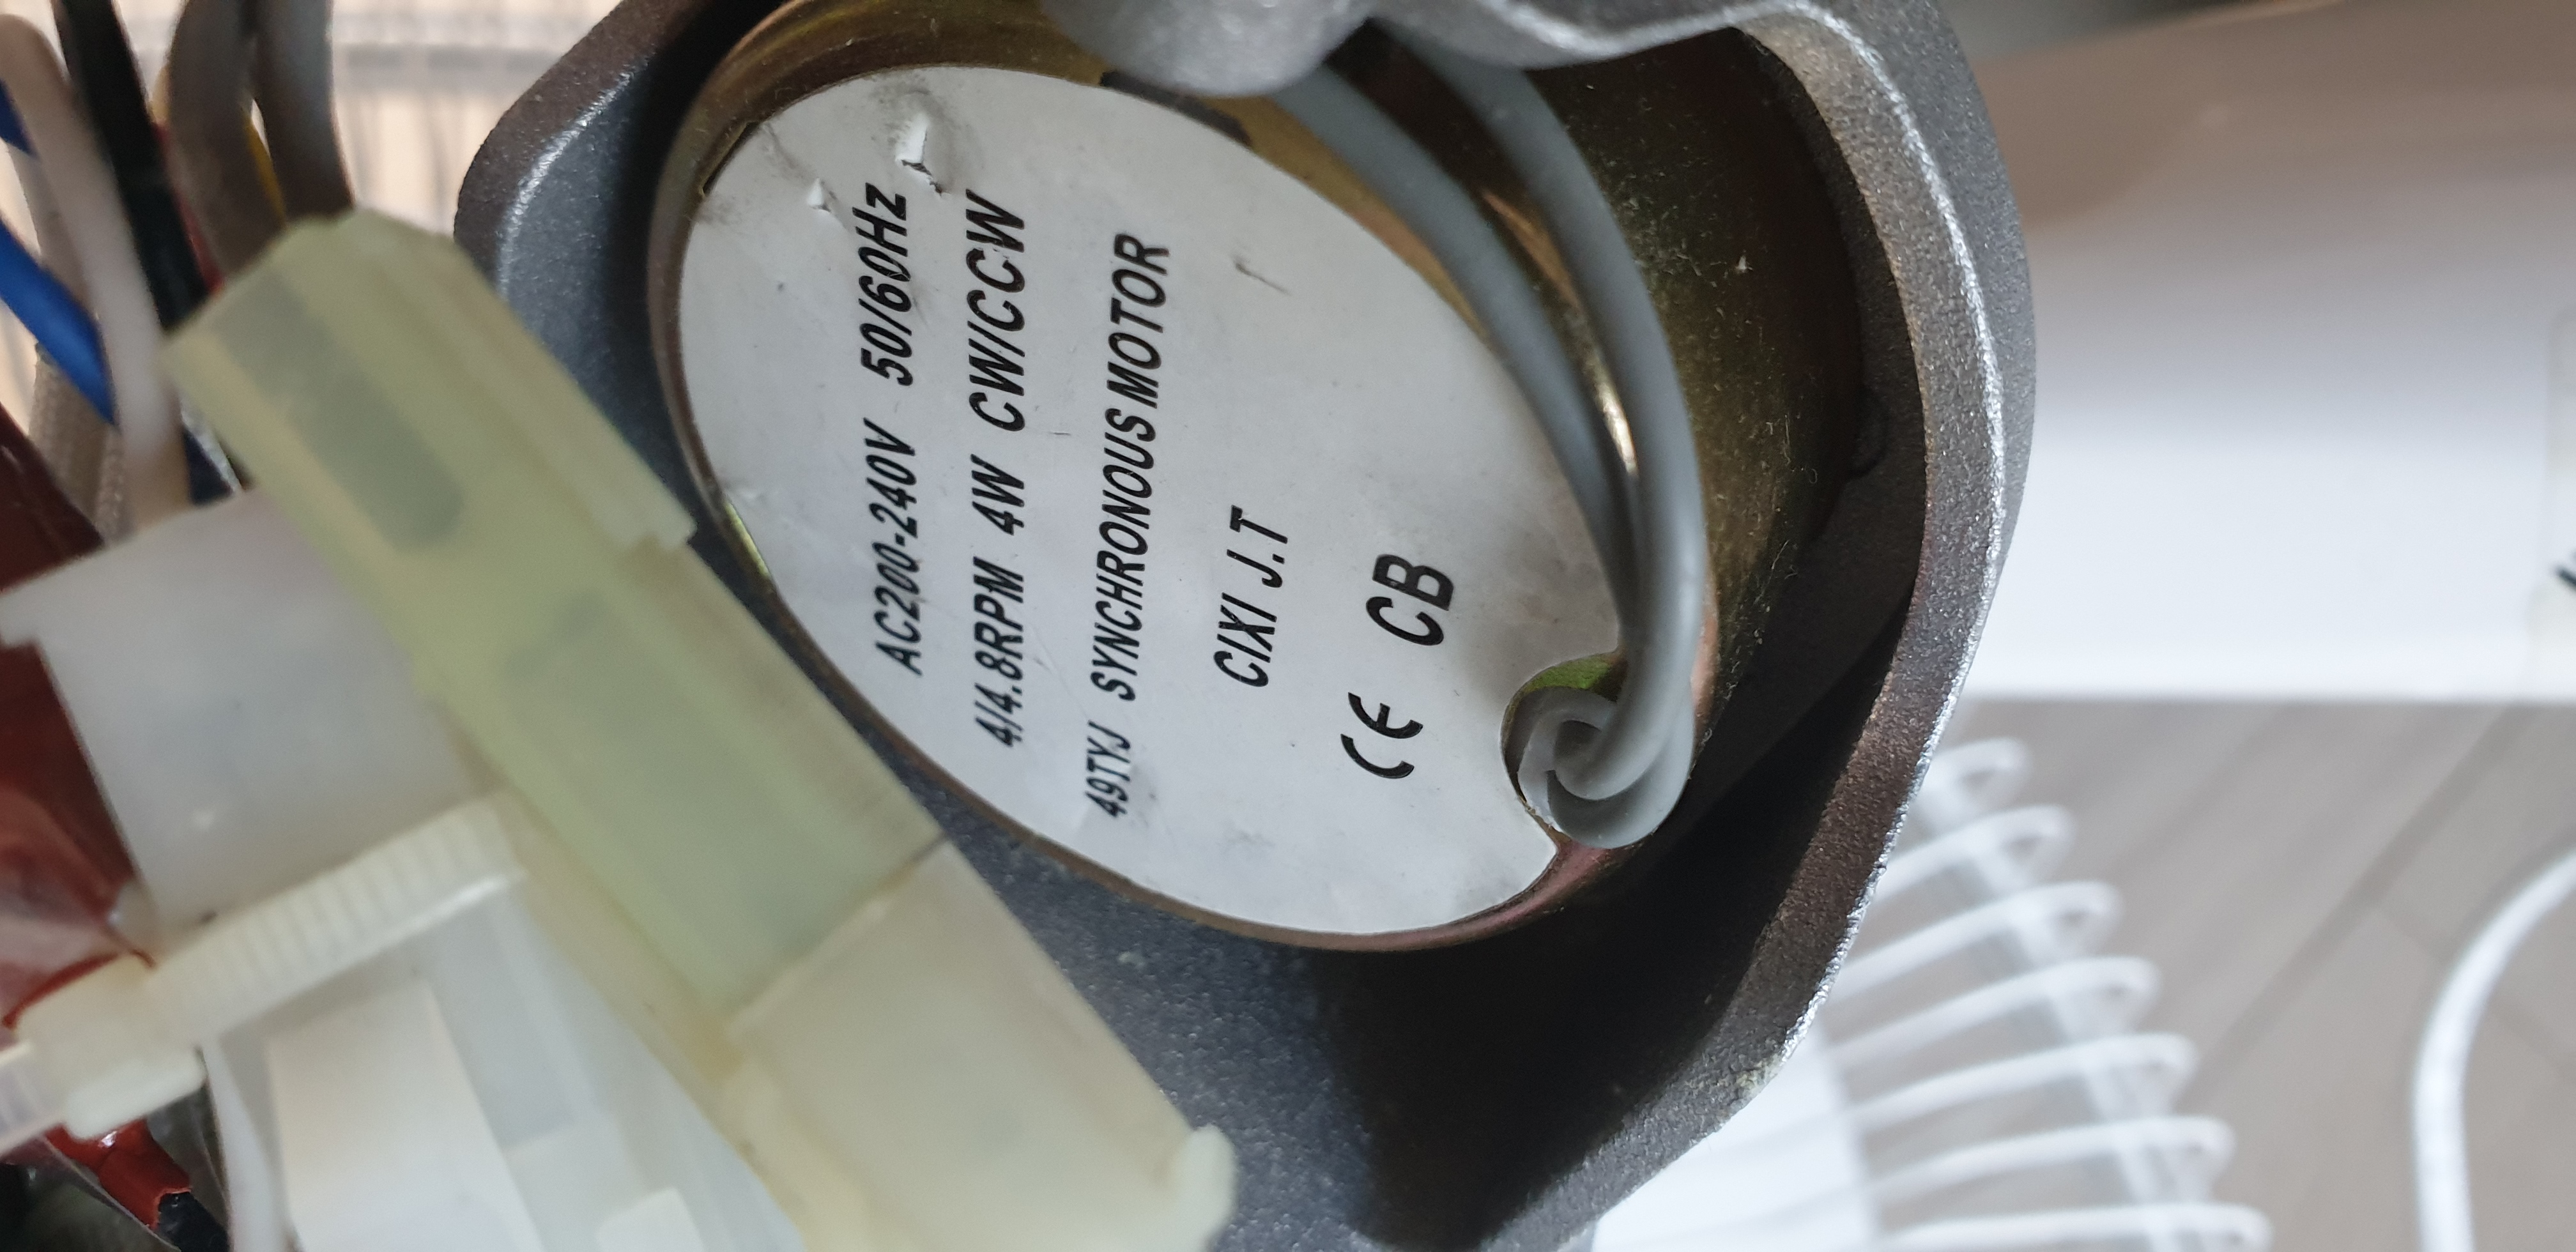 AC200-240V 50/60Hz
4/4.8RPM 4W CW/CCW
49TYJ SYNCHRONOUS MOTOR
CIXI J.T
CE CB